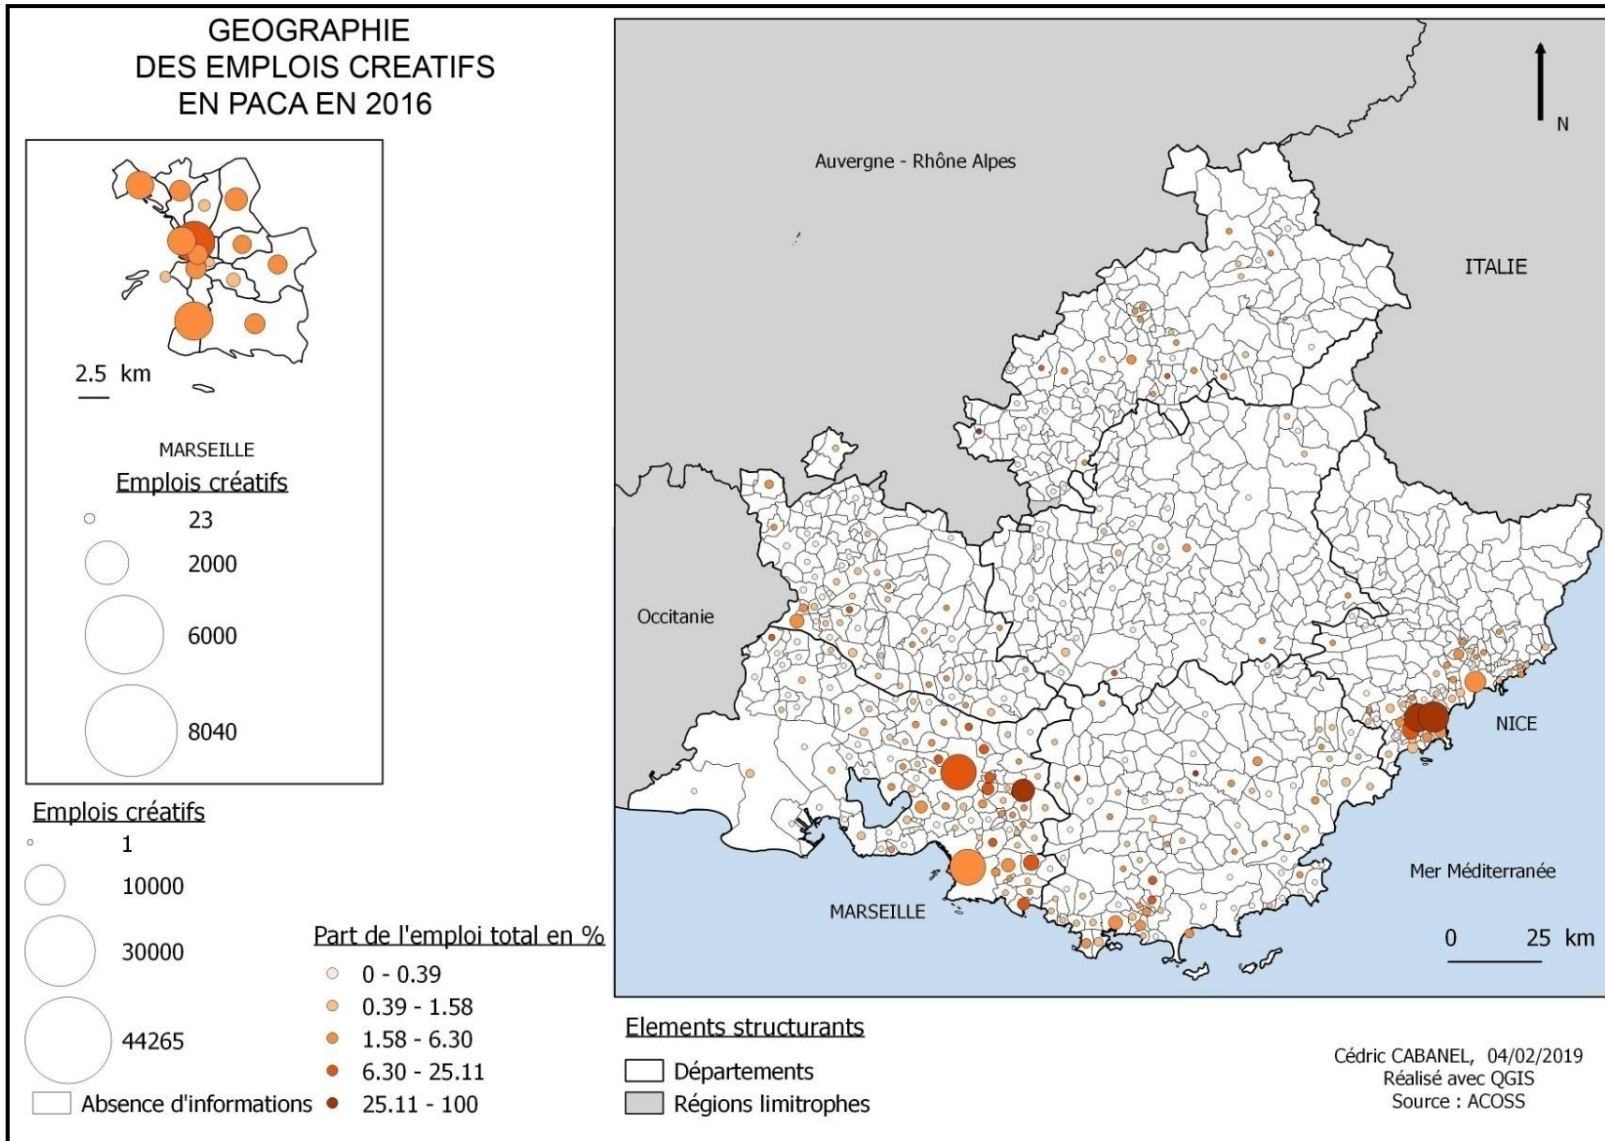 GEOGRAPHIE
DES EMPLOIS CREATIFS
EN PACA EN 2016
2.5 km
MARSEILLE
Emplois créatifs
23
2000
6000
8040
Emplois créatifs
1
10000
30000
44265
Absence d'informations
Part de l'emploi total en %
0 - 0.39
0.39 - 1.58
1.58 - 6.30
6.30 - 25.11
25.11 - 100
Auvergne - Rhône Alpes
N
ITALIE
Occitanie
NICE
Mer Méditerranée
MARSEILLE
0 25 km
Elements structurants
Départements
Régions limitrophes
Cédric CABANEL, 04/02/2019
Réalisé avec QGIS
Source : ACOSS